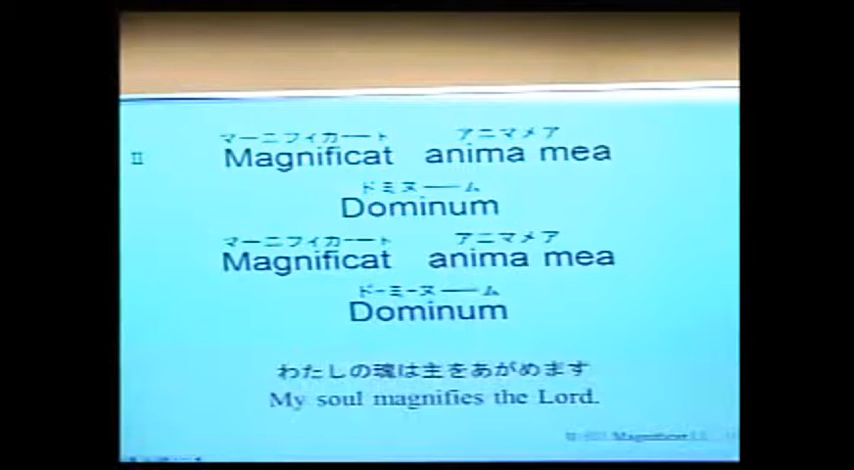 マーニフィカート アニマメア
II Magnificat anima mea
ドミヌーーム
Dominum
マーニフィカート アニマメア
Magnificat anima mea
ドーミーヌーーム
Dominum
わたしの魂は主をあがめます
My soul magnifies the Lord.
Magnificat